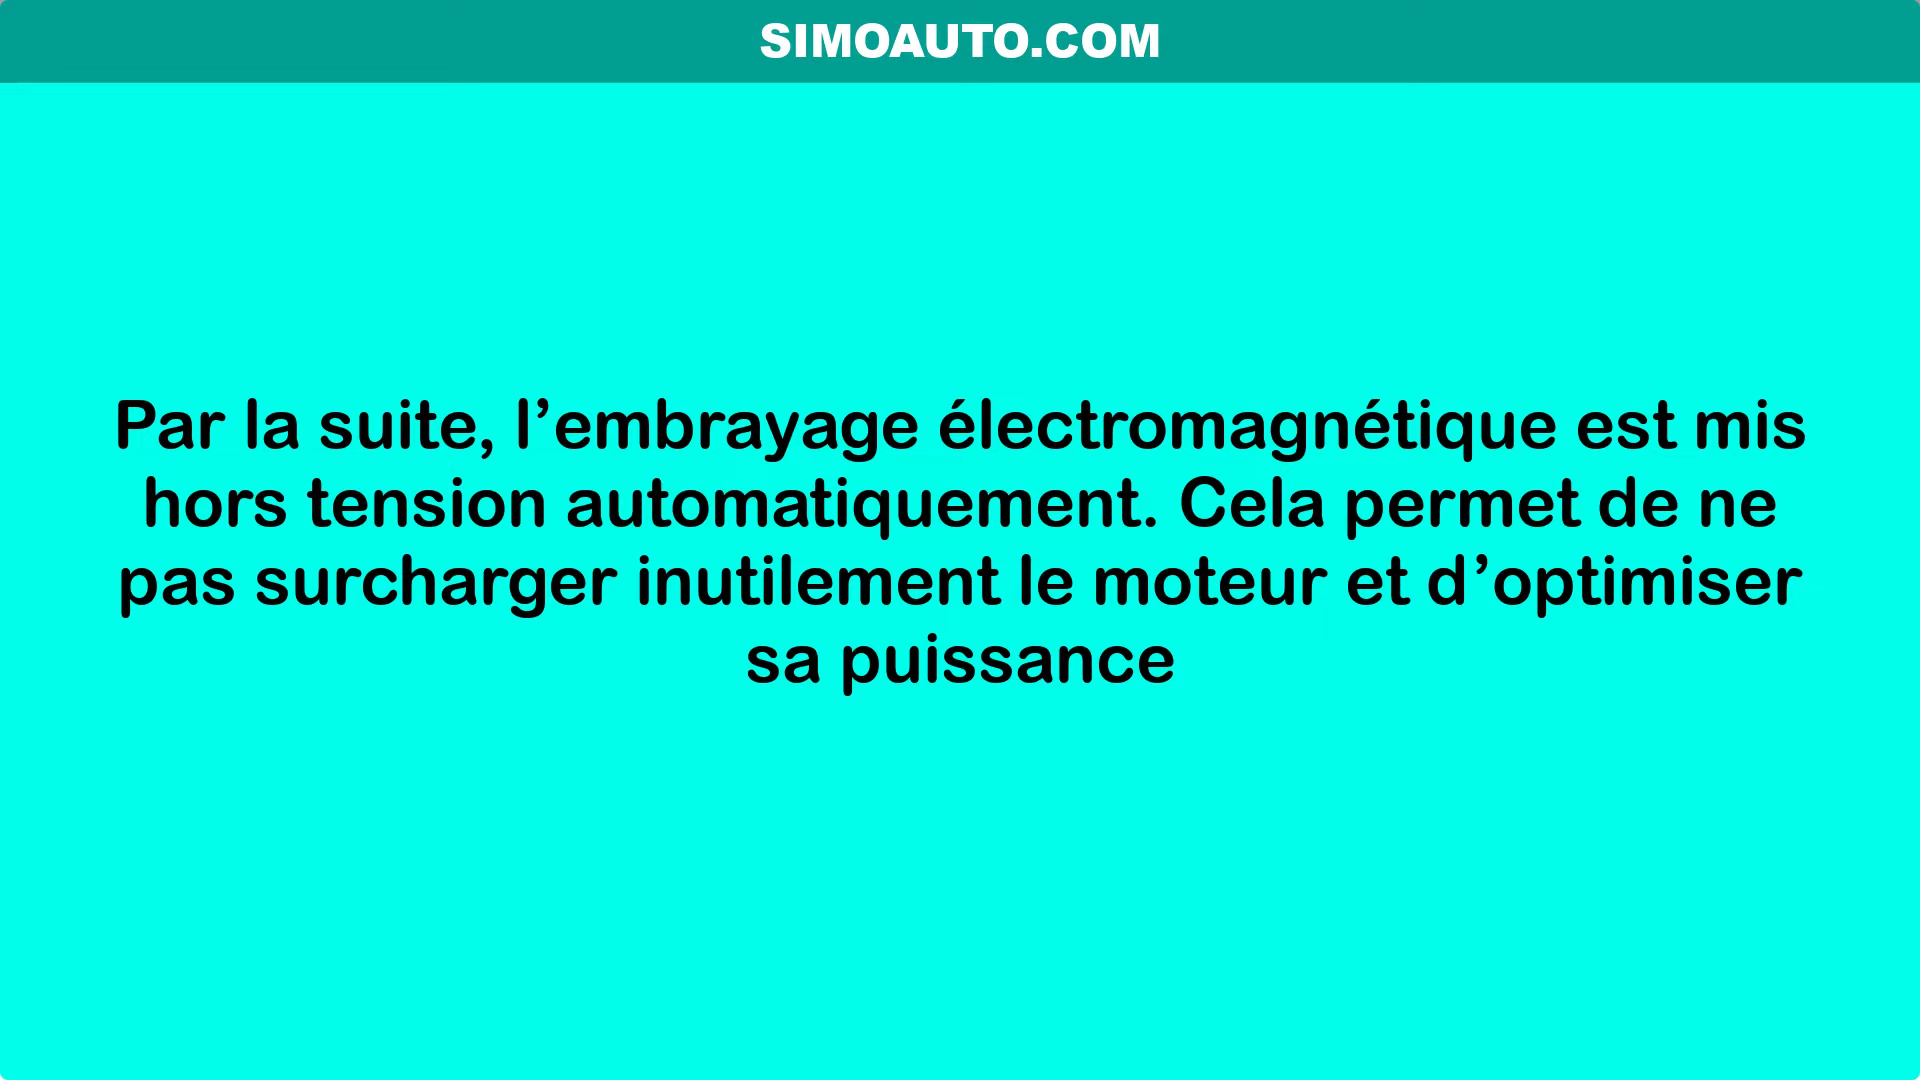 SIMOAUTO.COM
Par la suite, l’embrayage électromagnétique est mis
hors tension automatiquement. Cela permet de ne
pas surcharger inutilement le moteur et d’optimiser
sa puissance